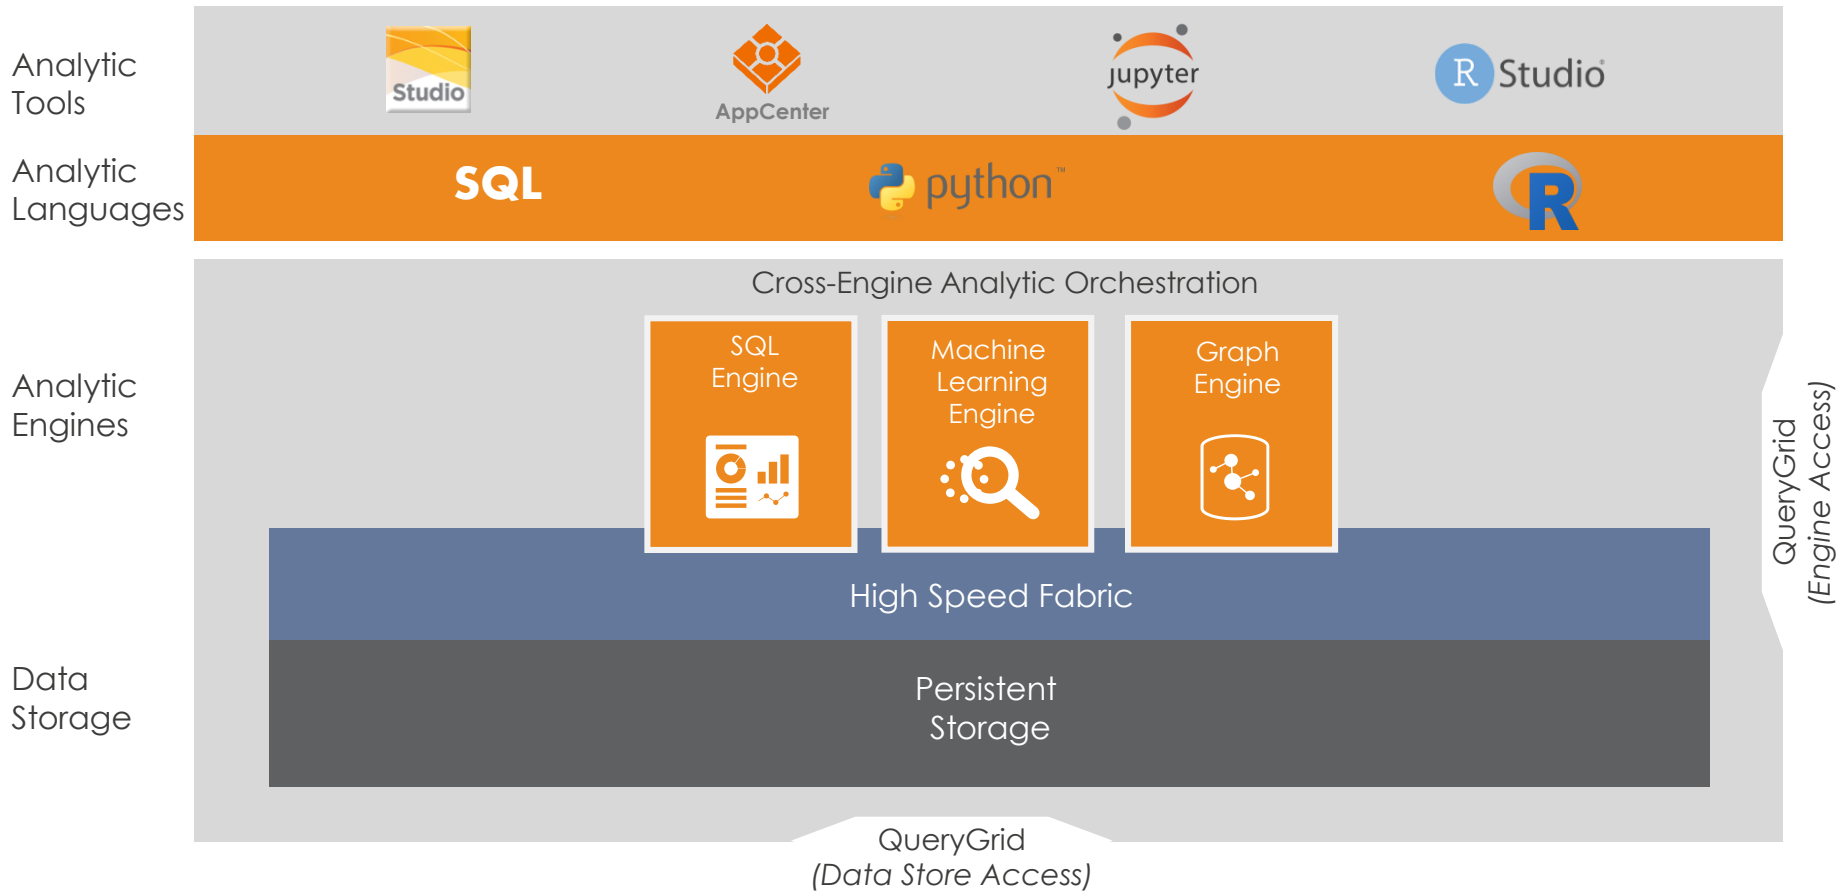 Analytic
Tools
Studio
AppCenter
jupyter
R Studio®
Analytic
Languages
SQL
python™
R
Cross-Engine Analytic Orchestration
Analytic
Engines
SQL
Engine
Machine
Learning
Engine
Graph
Engine
QueryGrid
(Engine Access)
High Speed Fabric
Data
Storage
Persistent
Storage
QueryGrid
(Data Store Access)